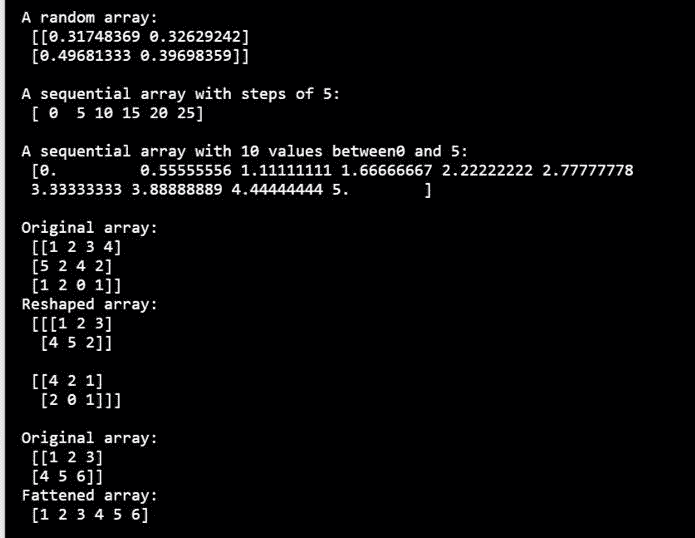 A random array:
[[0.31748369 0.32629242]
[0.49681333 0.39698359]]
A sequential array with steps of 5:
[ 0  5 10 15 20 25]
A sequential array with 10 values between0 and 5:
[0.         0.55555556 1.11111111 1.66666667 2.22222222 2.77777778
3.33333333 3.88888889 4.44444444 5.        ]
Original array:
[[1 2 3 4]
[5 2 4 2]
[1 2 0 1]]
Reshaped array:
[[[1 2 3]
[4 5 2]]
[[4 2 1]
[2 0 1]]]
Original array:
[[1 2 3]
[4 5 6]]
Fattened array:
[1 2 3 4 5 6]